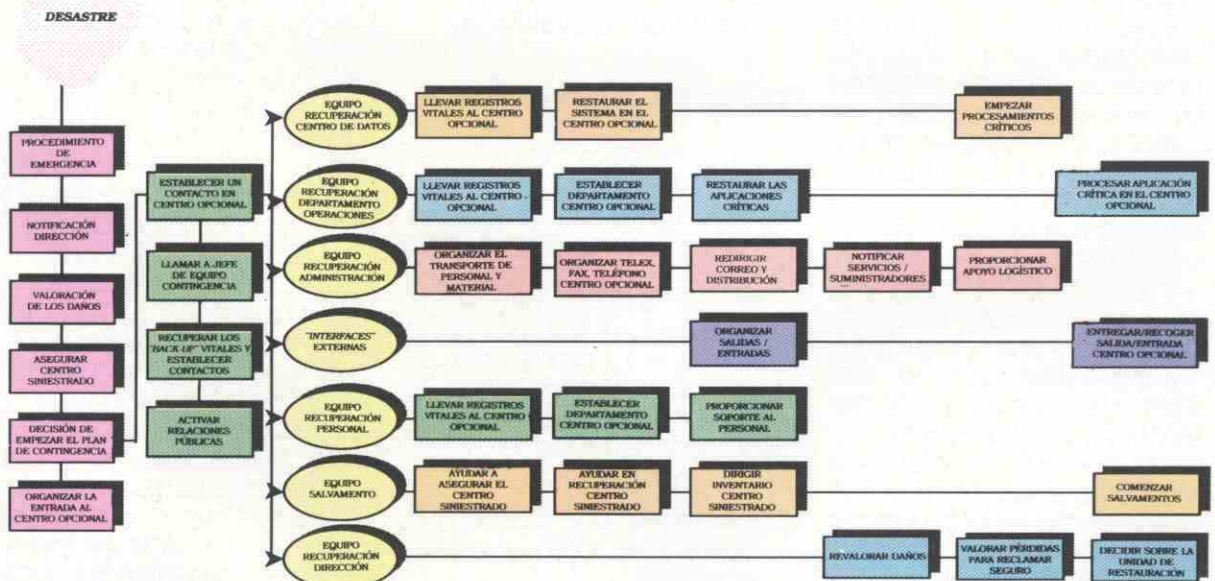 DESASTRE
PROCEDIMIENTO
DE
EMERGENCIA
NOTIFICACIÓN
DIRECCIÓN
VALORACIÓN
DE LOS DAÑOS
ASEGURAR
CENTRO
SINIESTRADO
DECISIÓN DE
EMPEZAR EL PLAN
DE CONTINGENCIA
ORGANIZAR LA
ENTRADA AL
CENTRO OPCIONAL
ESTABLECER UN
CONTACTO EN
CENTRO OPCIONAL
LLAMAR A JEFE
DE EQUIPO
CONTINGENCIA
RECUPERAR LOS
"BACK UP" VITALES Y
ESTABLECER
CONTACTOS
ACTIVAR
RELACIONES
PÚBLICAS
EQUIPO
RECUPERACIÓN
CENTRO DE DATOS
LLEVAR REGISTROS
VITALES AL CENTRO
OPCIONAL
RESTAURAR EL
SISTEMA EN EL
CENTRO OPCIONAL
EMPEZAR
PROCESAMIENTOS
CRÍTICOS
EQUIPO
RECUPERACIÓN
DEPARTAMENTO
OPERACIONES
LLEVAR REGISTROS
VITALES AL CENTRO -
OPCIONAL
ESTABLECER
DEPARTAMENTO
CENTRO OPCIONAL
RESTAURAR LAS
APLICACIONES
CRÍTICAS
PROCESAR APLICACIÓN
CRÍTICA EN EL CENTRO
OPCIONAL
EQUIPO
RECUPERACIÓN
ADMINISTRACIÓN
ORGANIZAR EL
TRANSPORTE DE
PERSONAL Y
MATERIAL
ORGANIZAR TELEX,
FAX, TELÉFONO
CENTRO OPCIONAL
REDIRIGIR
CORREO Y
DISTRIBUCIÓN
NOTIFICAR
SERVICIOS /
SUMINISTRADORES
PROPORCIONAR
APOYO LOGÍSTICO
"INTERFACES"
EXTERNAS
ORGANIZAR
SALIDAS /
ENTRADAS
ENTREGAR/RECOGER
SALIDA/ENTRADA
CENTRO OPCIONAL
EQUIPO
RECUPERACIÓN
PERSONAL
LLEVAR REGISTROS
VITALES AL CENTRO
OPCIONAL
ESTABLECER
DEPARTAMENTO
CENTRO OPCIONAL
PROPORCIONAR
SOPORTE AL
PERSONAL
EQUIPO
SALVAMENTO
AYUDAR A
ASEGURAR EL
CENTRO
SINIESTRADO
AYUDAR EN
RECUPERACIÓN
CENTRO
SINIESTRADO
DIRIGIR
INVENTARIO
CENTRO
SINIESTRADO
COMENZAR
SALVAMENTOS
EQUIPO
RECUPERACIÓN
DIRECCIÓN
REVALORAR DAÑOS
VALORAR PÉRDIDAS
PARA RECLAMAR
SEGURO
DECIDIR SOBRE LA
UNIDAD DE
RESTAURACIÓN